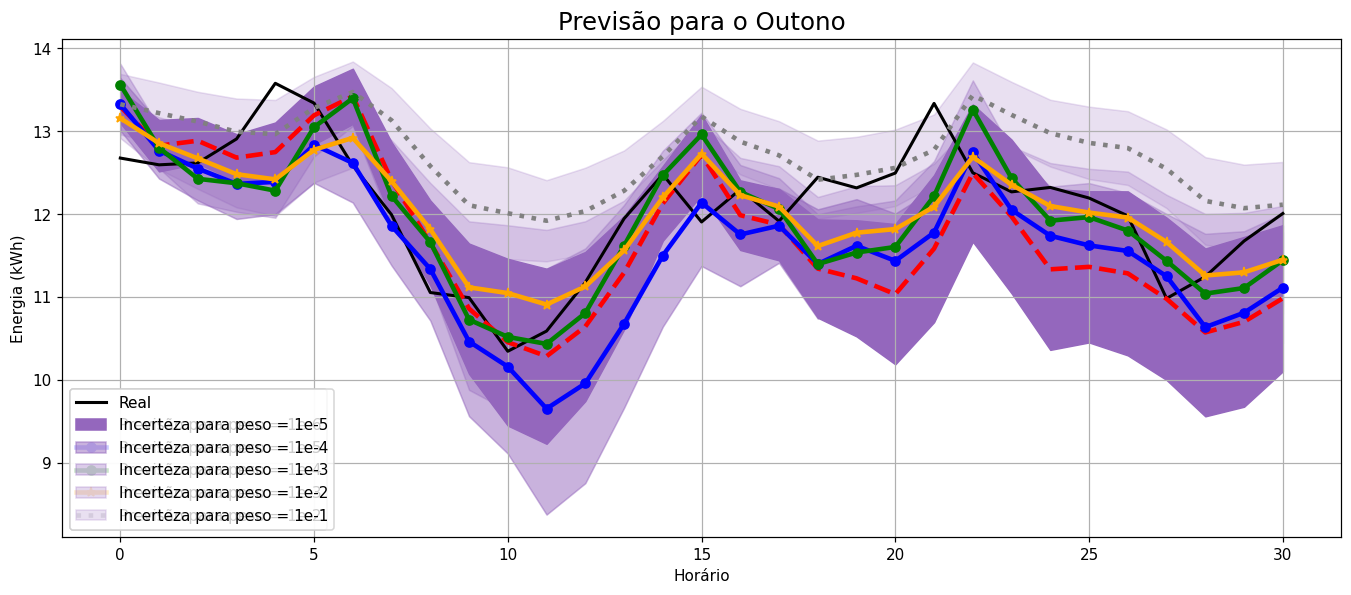 Previsão para o Outono
14
13
12
11
10
9
Energia (kWh)
Real
Incerteza para peso = 1e-5
Incerteza para peso = 1e-4
Incerteza para peso = 1e-3
Incerteza para peso = 1e-2
Incerteza para peso = 1e-1
0 5 10 15 20 25 30
Horário